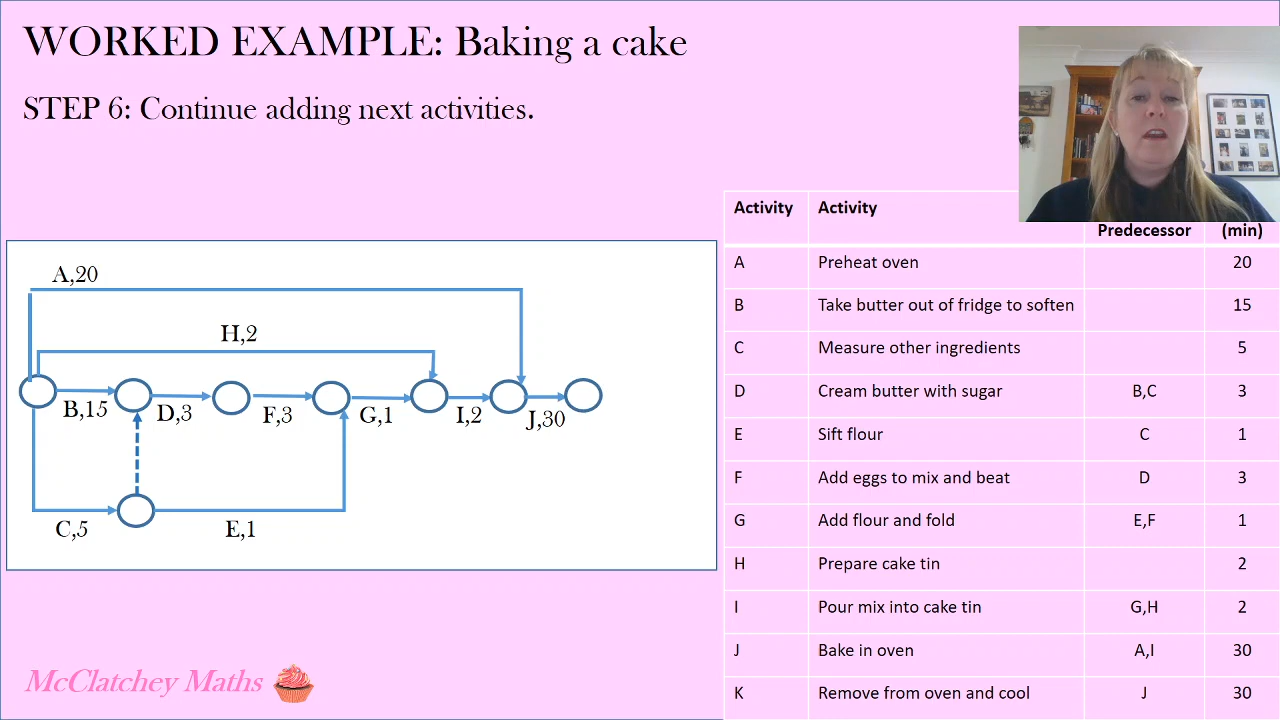 WORKED EXAMPLE: Baking a cake
STEP 6: Continue adding next activities.
A,20
H,2
B,15
D,3
F,3
G,1
I,2
J,30
C,5
E,1
Activity Activity Predecessor (min)
A Preheat oven 20
B Take butter out of fridge to soften 15
C Measure other ingredients 5
D Cream butter with sugar B,C 3
E Sift flour C 1
F Add eggs to mix and beat D 3
G Add flour and fold E,F 1
H Prepare cake tin 2
I Pour mix into cake tin G,H 2
J Bake in oven A,I 30
K Remove from oven and cool J 30
McClatchey Maths